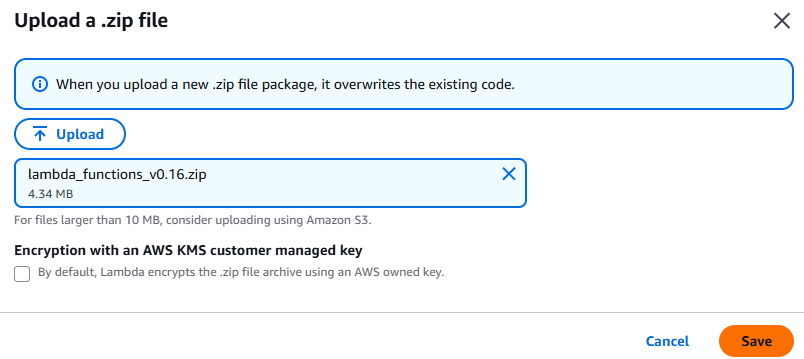 Upload a .zip file
When you upload a new .zip file package, it overwrites the existing code.
Upload
lambda_functions_v0.16.zip
4.34 MB
For files larger than 10 MB, consider uploading using Amazon S3.
Encryption with an AWS KMS customer managed key
By default, Lambda encrypts the .zip file archive using an AWS owned key.
Cancel
Save